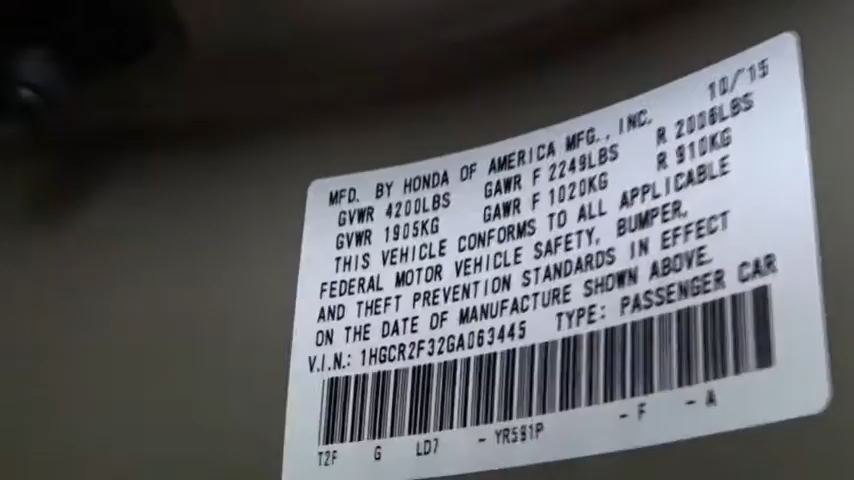 MFD. BY HONDA OF AMERICA MFG., INC. 10/'15
GVWR 4200LBS GAWR F 2249LBS R 2006LBS
GVWR 1905KG GAWR F 1020KG R 910KG
THIS VEHICLE CONFORMS TO ALL APPLICABLE
FEDERAL MOTOR VEHICLE SAFETY, BUMPER,
AND THEFT PREVENTION STANDARDS IN EFFECT
ON THE DATE OF MANUFACTURE SHOWN ABOVE.
V.I.N.: 1HGCR2F32GA063445 TYPE: PASSENGER CAR
T2F G LD7 - YR591P - F - A